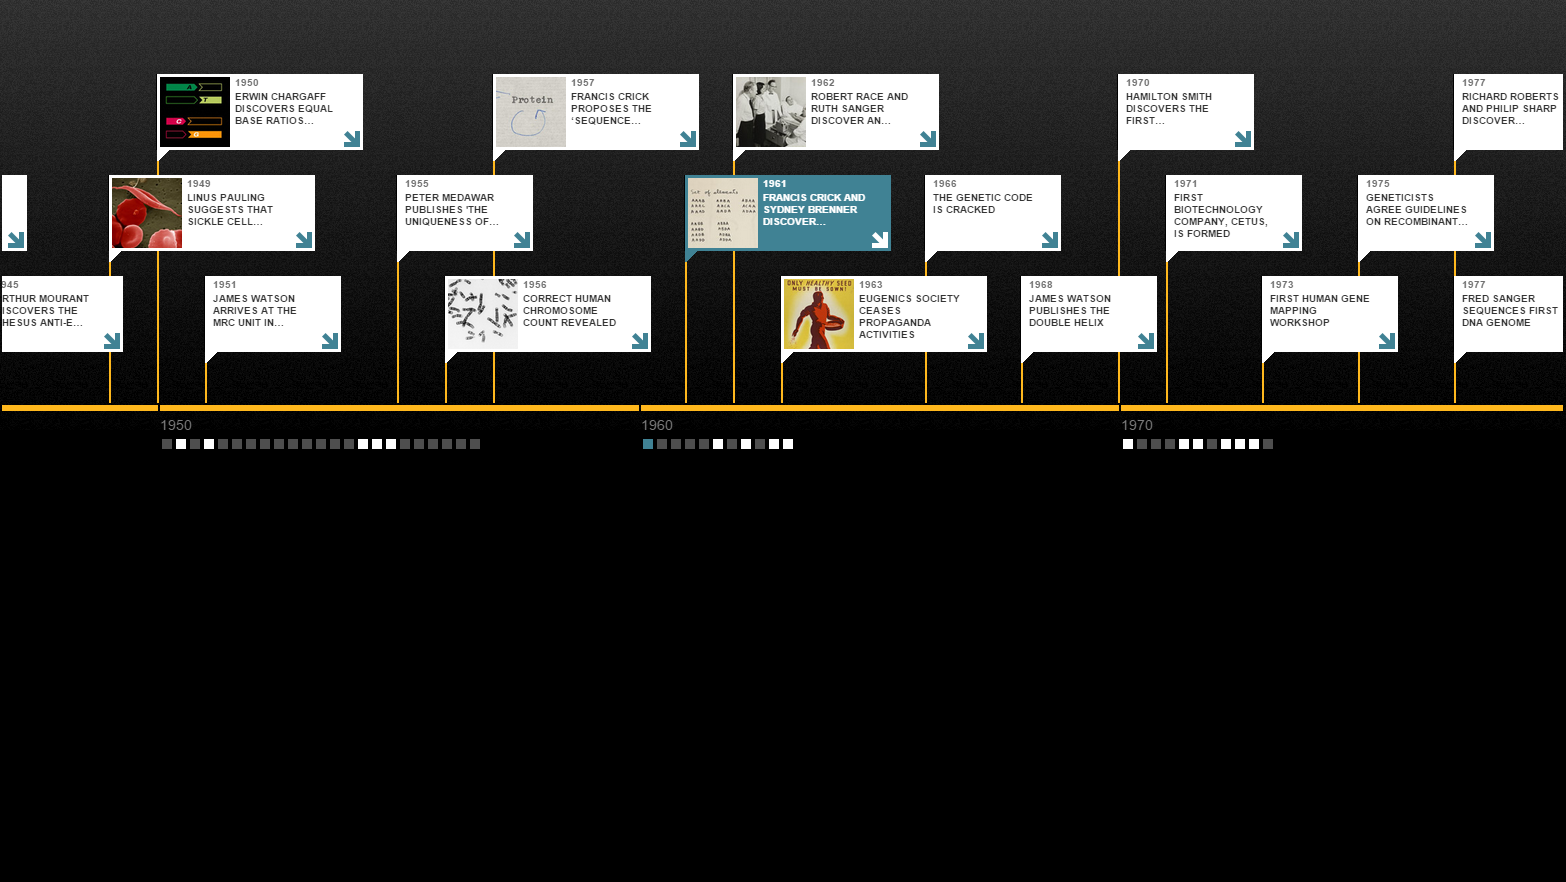 1950
ERWIN CHARGAFF
DISCOVERS EQUAL
BASE RATIOS...
A
T
C
G
1957
FRANCIS CRICK
PROPOSES THE
‘SEQUENCE...
Protein
1962
ROBERT RACE AND
RUTH SANGER
DISCOVER AN...
1970
HAMILTON SMITH
DISCOVERS THE
FIRST...
1977
RICHARD ROBERTS
AND PHILIP SHARP
DISCOVER...
1949
LINUS PAULING
SUGGESTS THAT
SICKLE CELL...
1955
PETER MEDAWAR
PUBLISHES 'THE
UNIQUENESS OF...
1961
FRANCIS CRICK AND
SYDNEY BRENNER
DISCOVER...
Set of elements
1966
THE GENETIC CODE
IS CRACKED
1971
FIRST
BIOTECHNOLOGY
COMPANY, CETUS,
IS FORMED
1975
GENETICISTS
AGREE GUIDELINES
ON RECOMBINANT...
945
RTHUR MOURANT
ISCOVERS THE
HESUS ANTI-E...
1951
JAMES WATSON
ARRIVES AT THE
MRC UNIT IN...
1956
CORRECT HUMAN
CHROMOSOME
COUNT REVEALED
ONLY HEALTHY SEED
MUST BE SOWN!
1963
EUGENICS SOCIETY
CEASES
PROPAGANDA
ACTIVITIES
1968
JAMES WATSON
PUBLISHES THE
DOUBLE HELIX
1973
FIRST HUMAN GENE
MAPPING
WORKSHOP
1977
FRED SANGER
SEQUENCES FIRST
DNA GENOME
1950
1960
1970